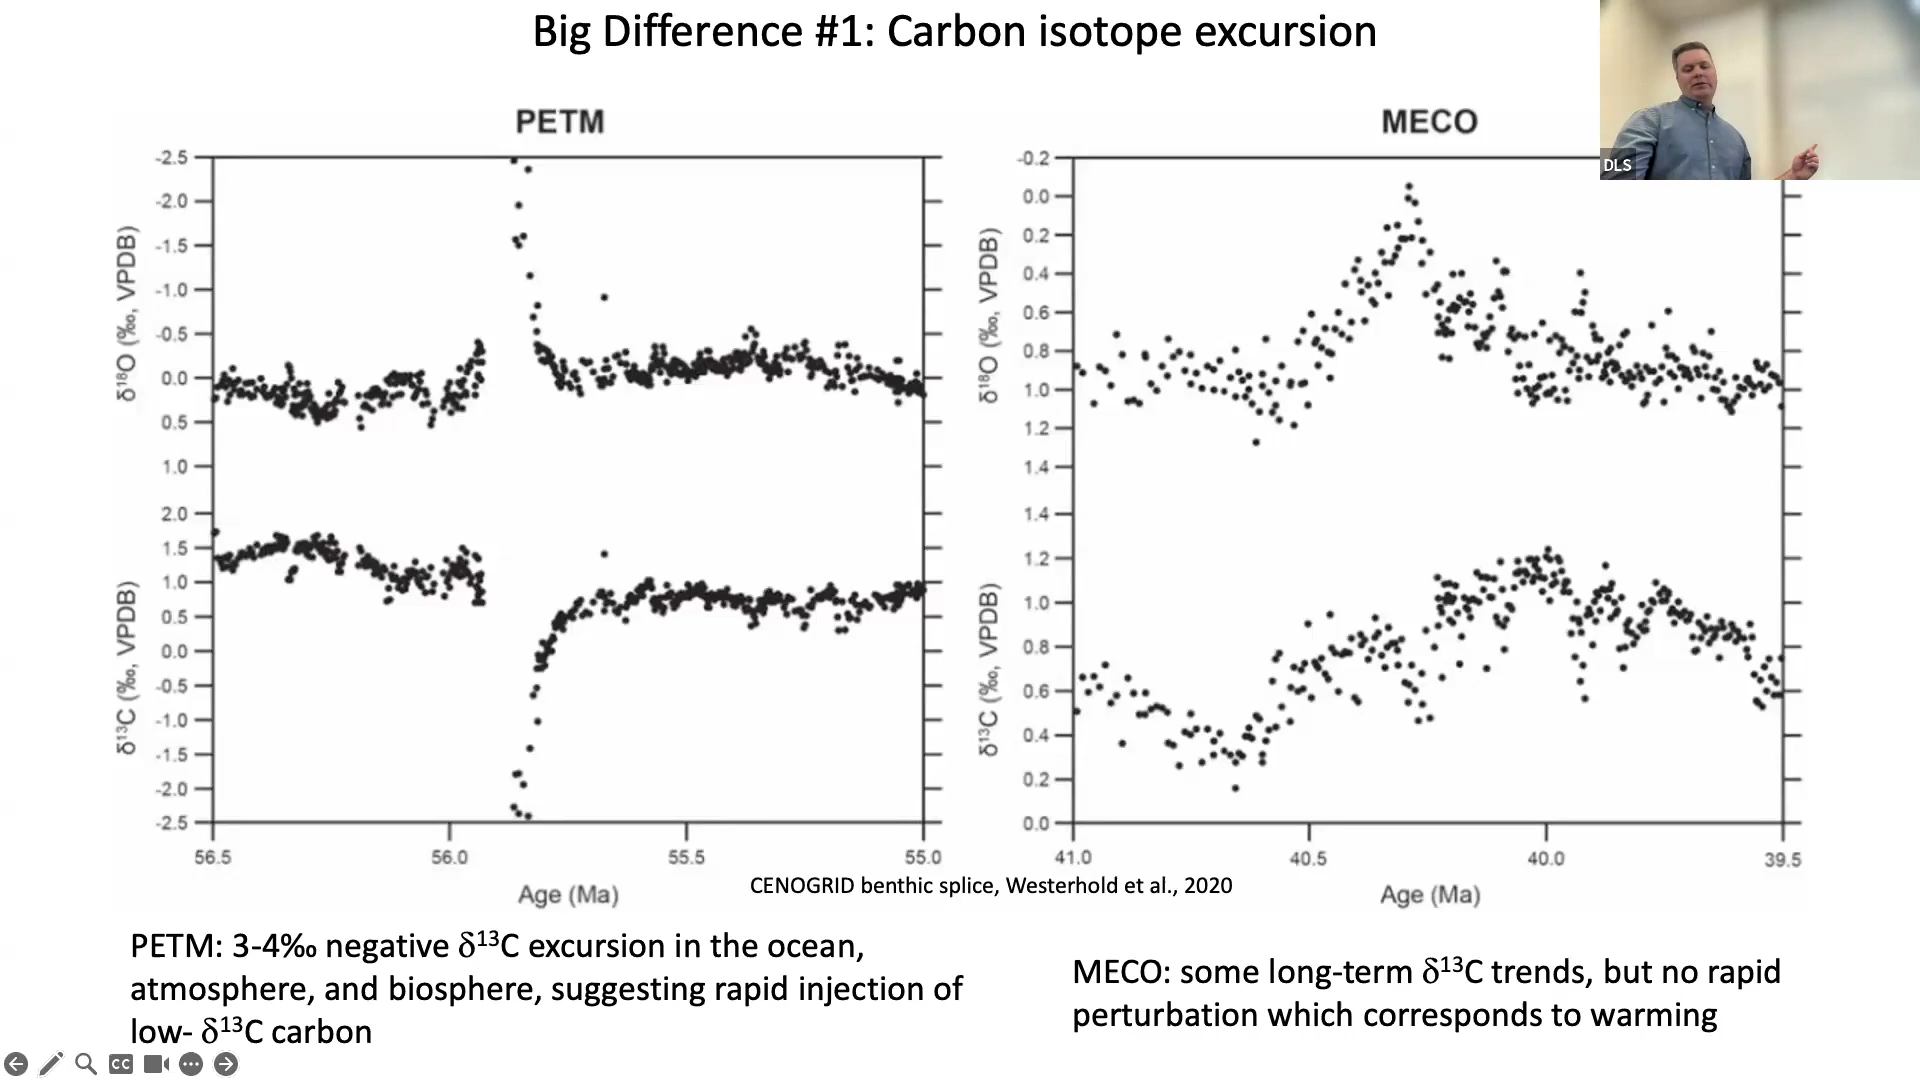 Big Difference #1: Carbon isotope excursion
DLS
PETM
-2.5
-2.0
-1.5
-1.0
-0.5
0.0
0.5
1.0
δ18O (‰, VPDB)
2.0
1.5
1.0
0.5
0.0
-0.5
-1.0
-1.5
-2.0
-2.5
δ13C (‰, VPDB)
56.5 56.0 55.5 55.0
Age (Ma)
MECO
-0.2
0.0
0.2
0.4
0.6
0.8
1.0
1.2
1.4
δ18O (‰, VPDB)
1.4
1.2
1.0
0.8
0.6
0.4
0.2
0.0
δ13C (‰, VPDB)
41.0 40.5 40.0 39.5
Age (Ma)
CENOGRID benthic splice, Westerhold et al., 2020
PETM: 3-4‰ negative δ13C excursion in the ocean,
atmosphere, and biosphere, suggesting rapid injection of
low- δ13C carbon
MECO: some long-term δ13C trends, but no rapid
perturbation which corresponds to warming
CC